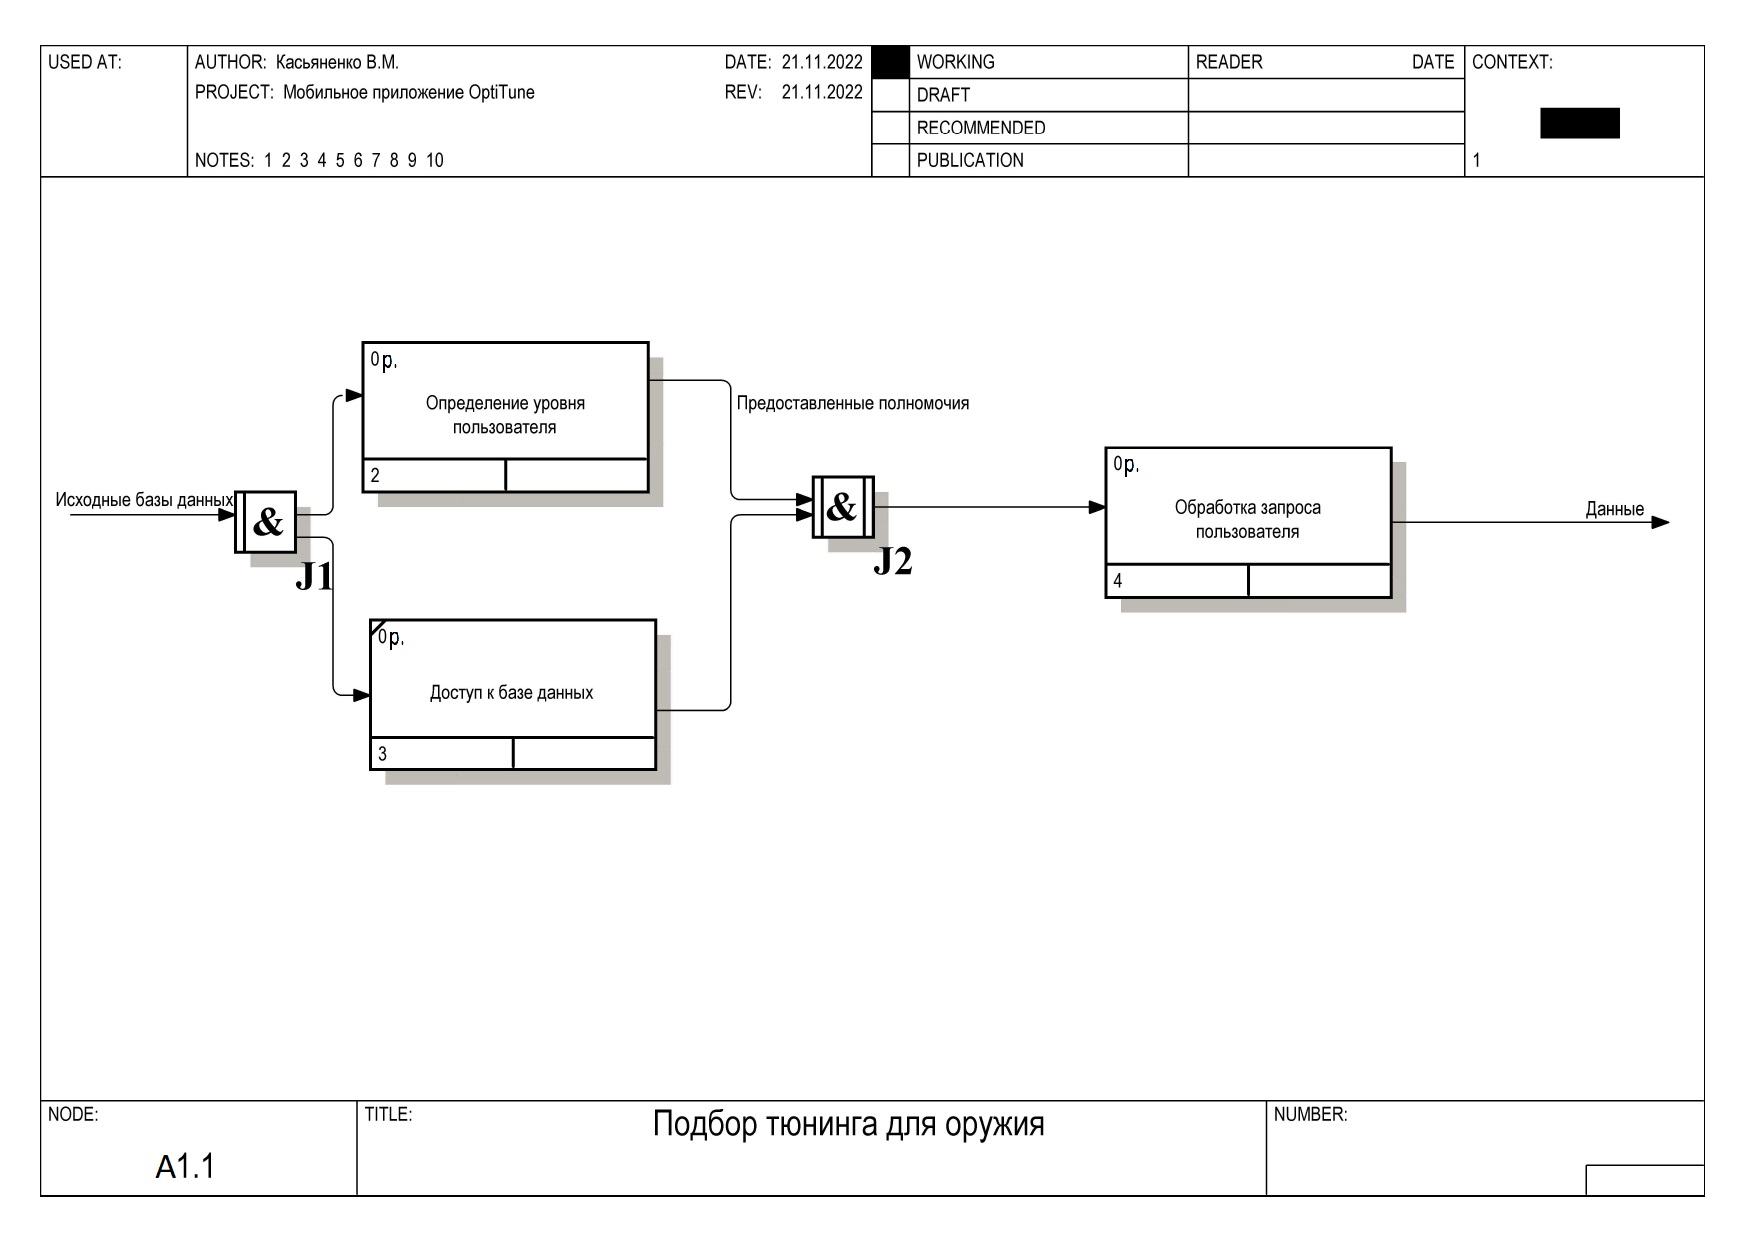 USED AT:
AUTHOR: Касьяненко В.М.
DATE: 21.11.2022
PROJECT: Мобильное приложение OptiTune
REV: 21.11.2022
NOTES: 1 2 3 4 5 6 7 8 9 10
WORKING
DRAFT
RECOMMENDED
PUBLICATION
READER DATE
CONTEXT:
1
0р.
Определение уровня
пользователя
2
Предоставленные полномочия
Исходные базы данных
&
J1
&
J2
0р.
Обработка запроса
пользователя
4
Данные
0р.
Доступ к базе данных
3
NODE:
A1.1
TITLE:
Подбор тюнинга для оружия
NUMBER: